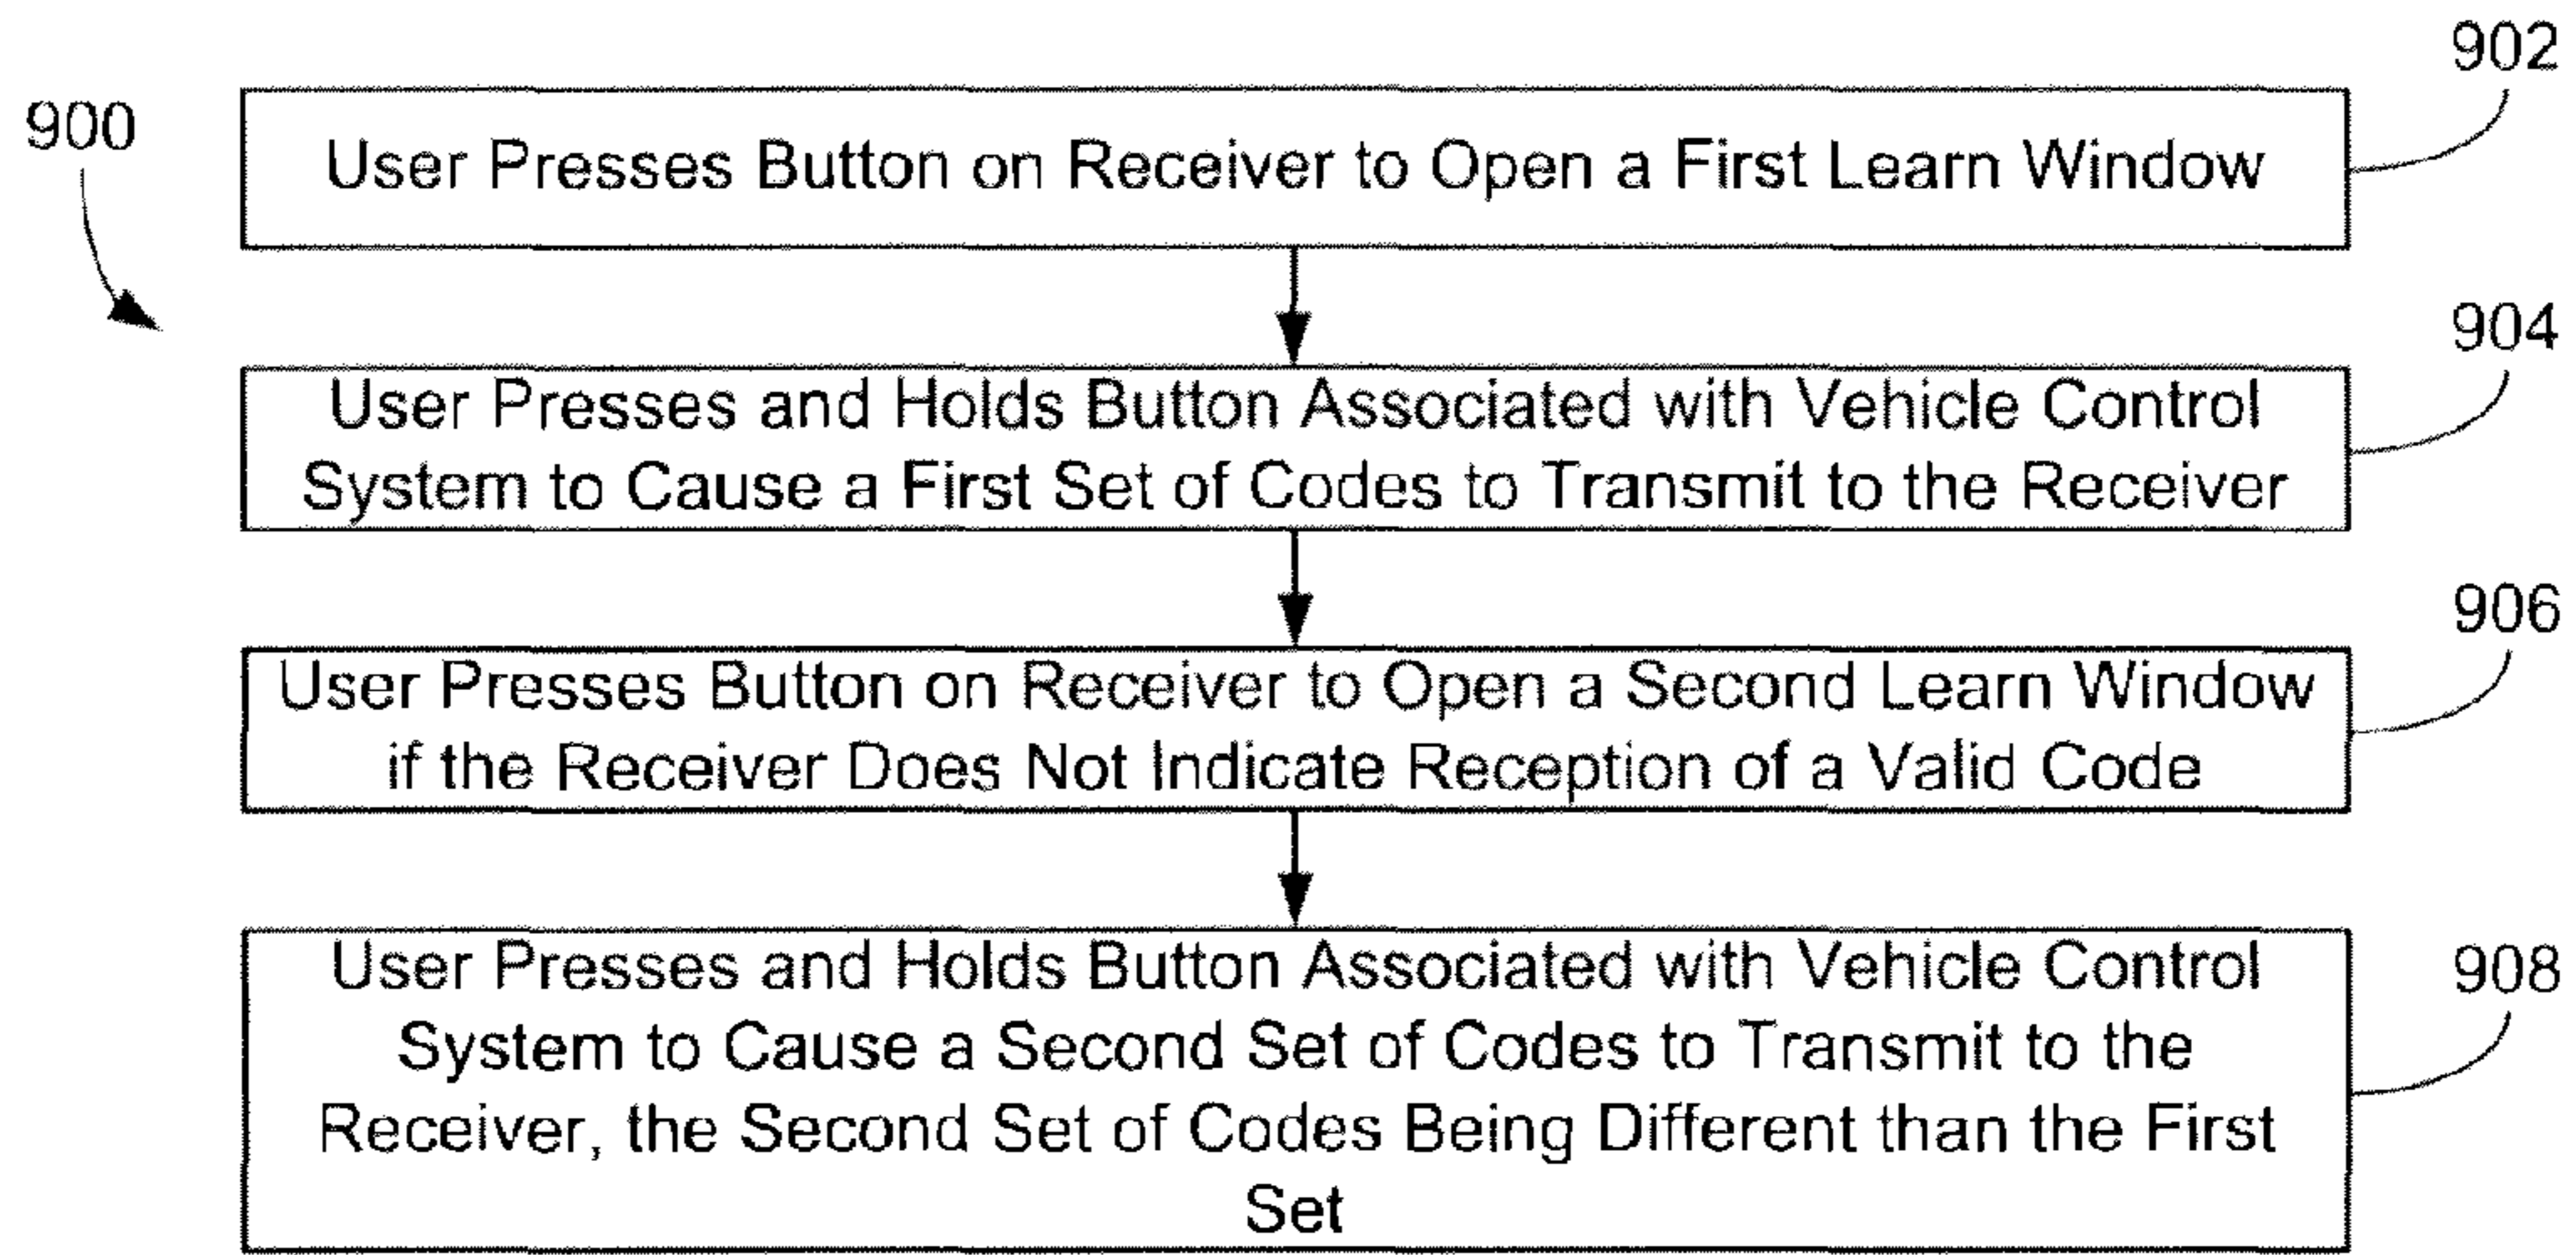 902
900
User Presses Button on Receiver to Open a First Learn Window
904
User Presses and Holds Button Associated with Vehicle Control
System to Cause a First Set of Codes to Transmit to the Receiver
906
User Presses Button on Receiver to Open a Second Learn Window
if the Receiver Does Not Indicate Reception of a Valid Code
908
User Presses and Holds Button Associated with Vehicle Control
System to Cause a Second Set of Codes to Transmit to the
Receiver, the Second Set of Codes Being Different than the First
Set